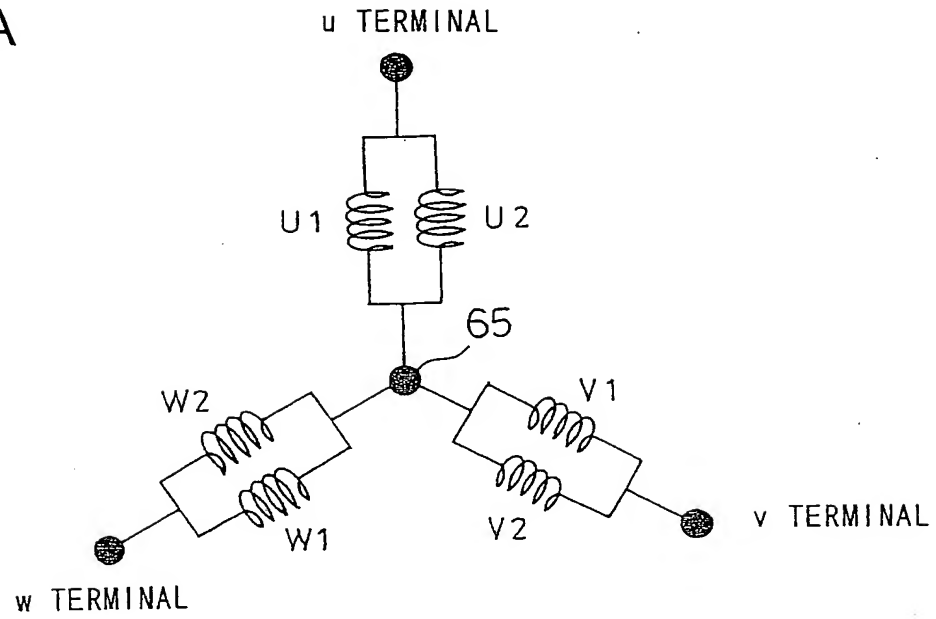 A
u TERMINAL
U1
U2
65
W2
V1
W1
V2
v TERMINAL
w TERMINAL